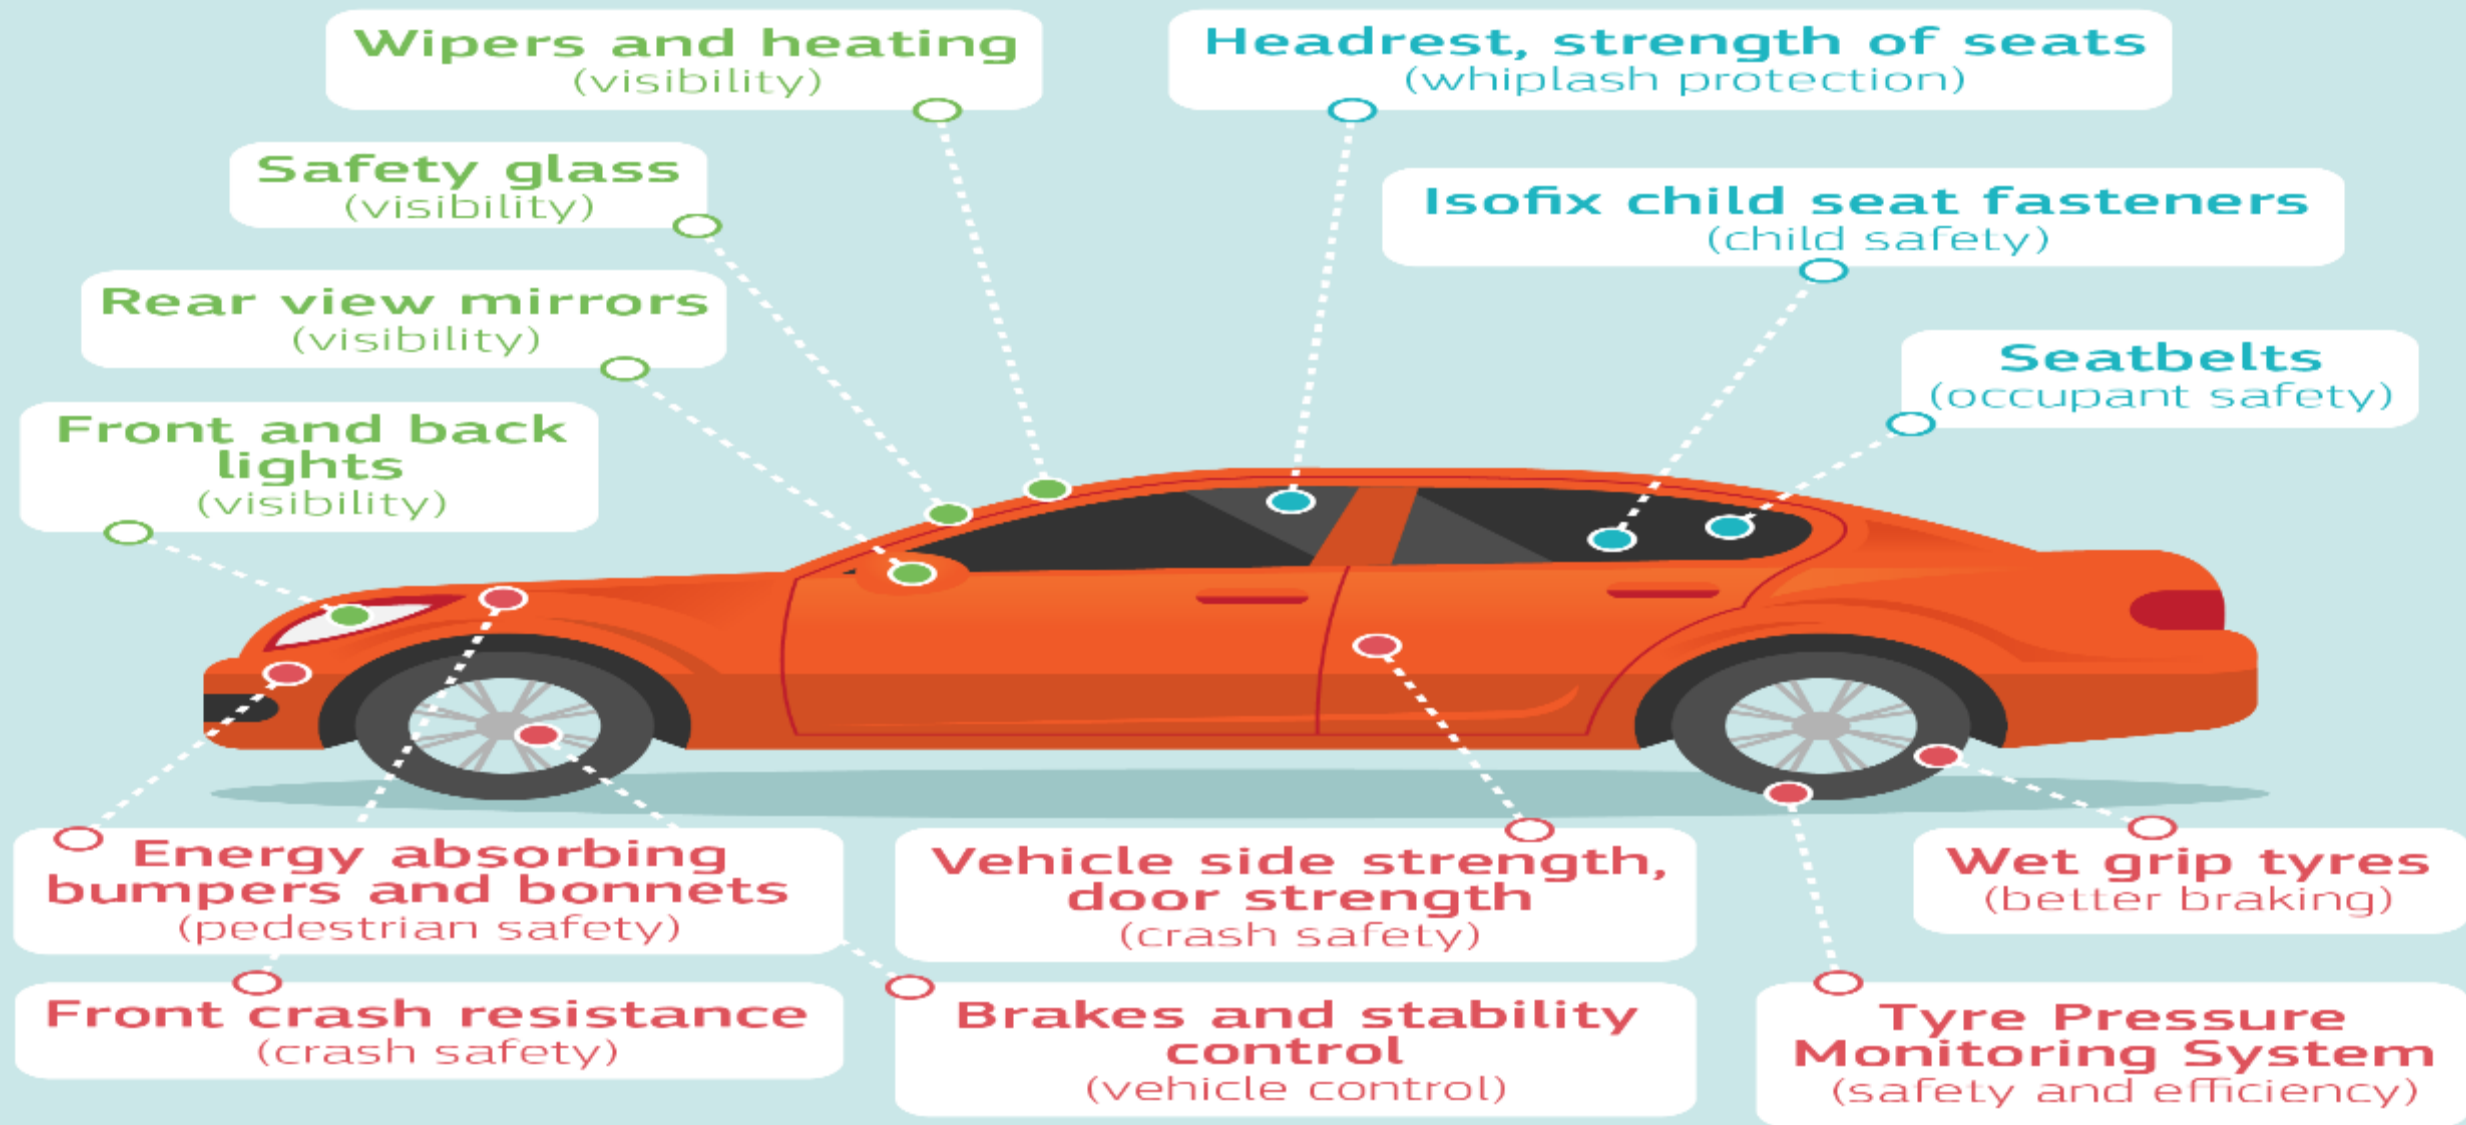 Wipers and heating
(visibility)
Headrest, strength of seats
(whiplash protection)
Safety glass
(visibility)
Isofix child seat fasteners
(child safety)
Rear view mirrors
(visibility)
Seatbelts
(occupant safety)
Front and back
lights
(visibility)
Energy absorbing
bumpers and bonnets
(pedestrian safety)
Vehicle side strength,
door strength
(crash safety)
Wet grip tyres
(better braking)
Front crash resistance
(crash safety)
Brakes and stability
control
(vehicle control)
Tyre Pressure
Monitoring System
(safety and efficiency)